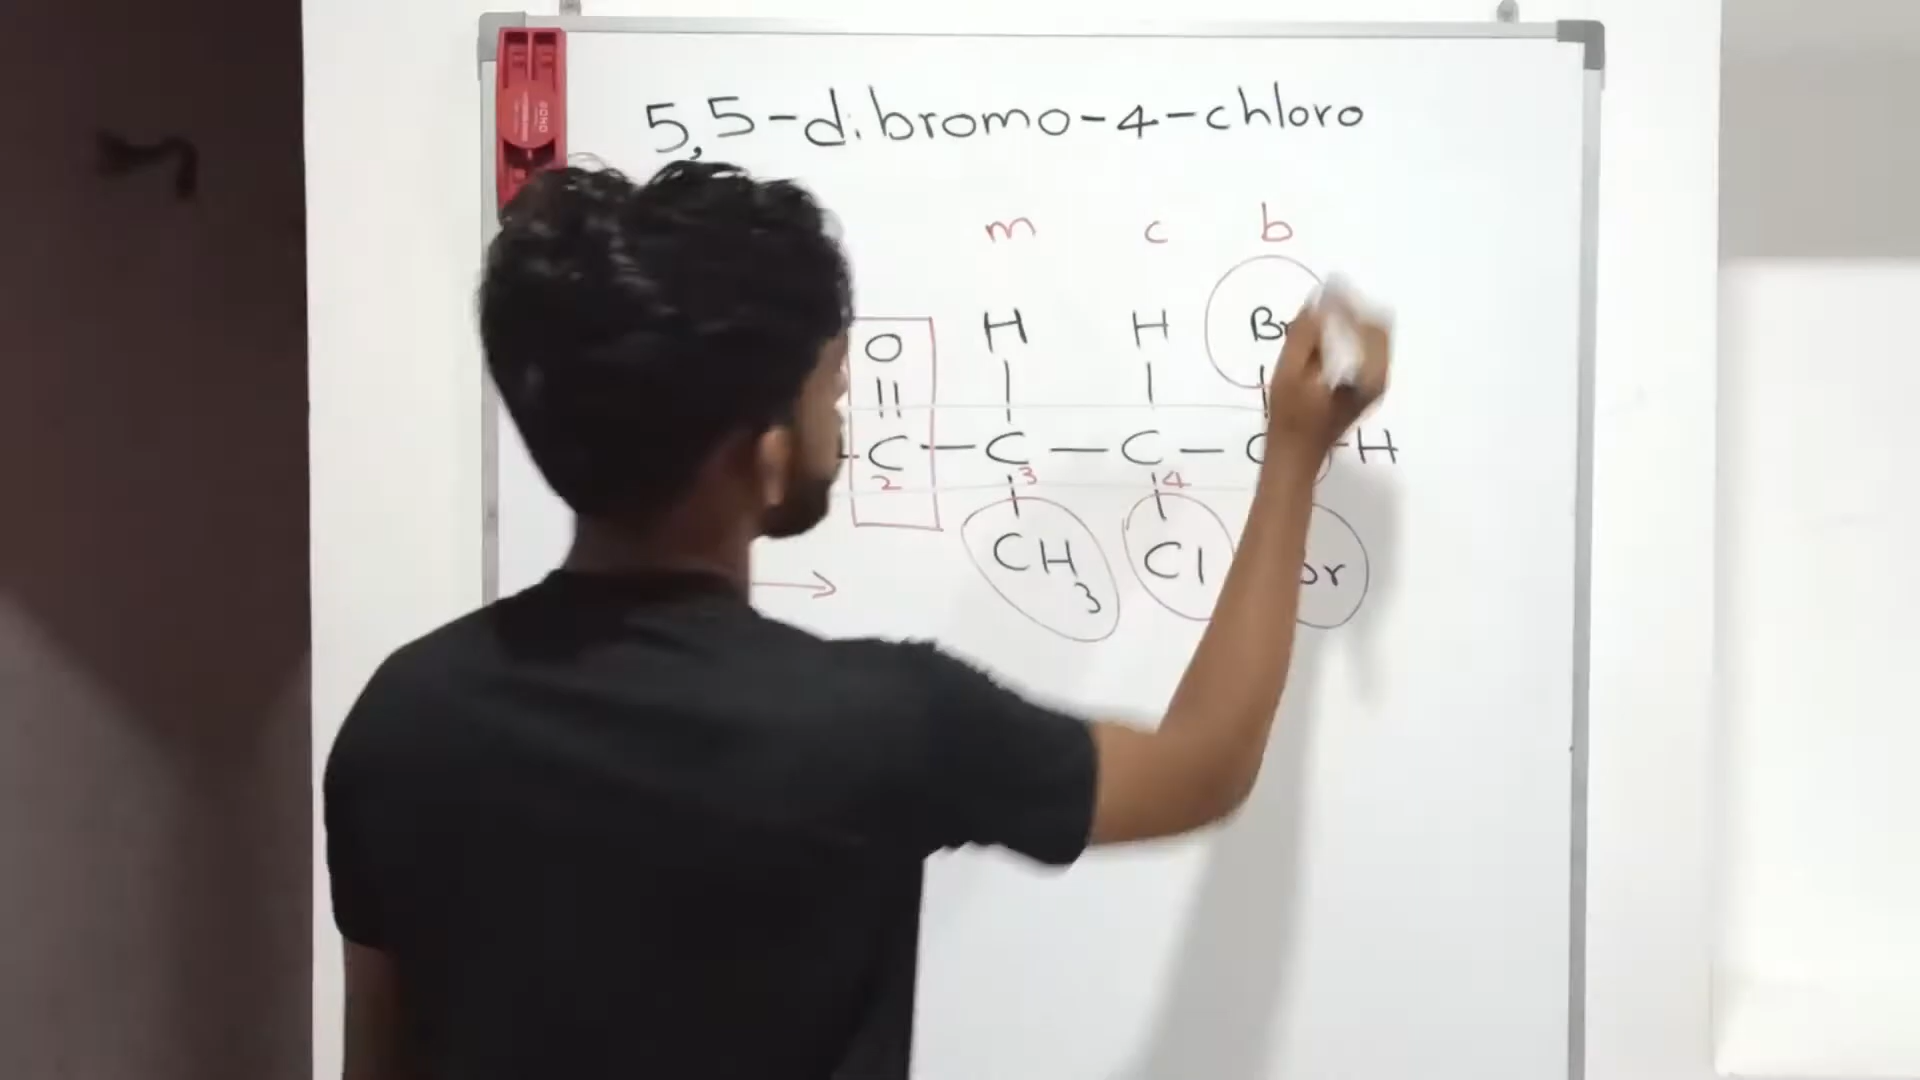 5,5-dibromo-4-chloro
m c b
H H Br
O
C — C — C — C -H
2 3 4
CH3 Cl Br